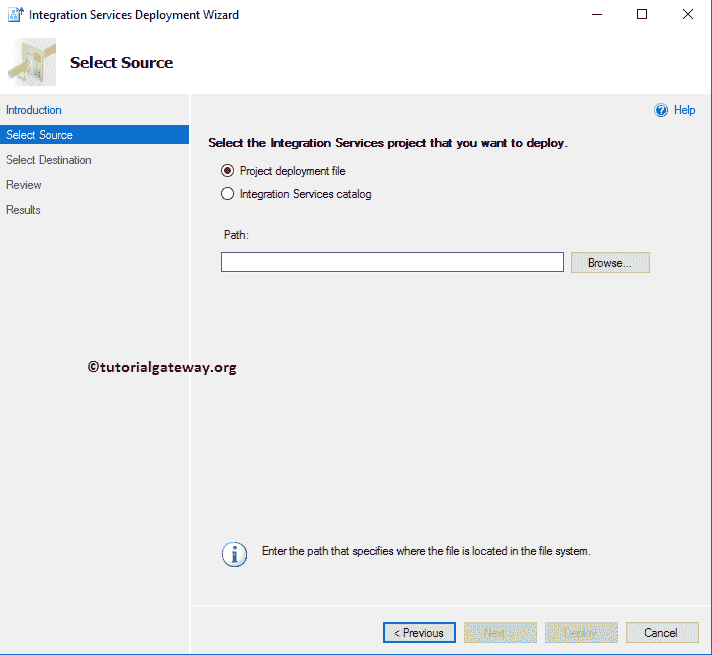 Integration Services Deployment Wizard
Select Source
Introduction
Select Source
Select Destination
Review
Results
Help
Select the Integration Services project that you want to deploy.
Project deployment file
Integration Services catalog
Path:
Browse...
©tutorialgateway.org
Enter the path that specifies where the file is located in the file system.
< Previous
Next >
Deploy
Cancel